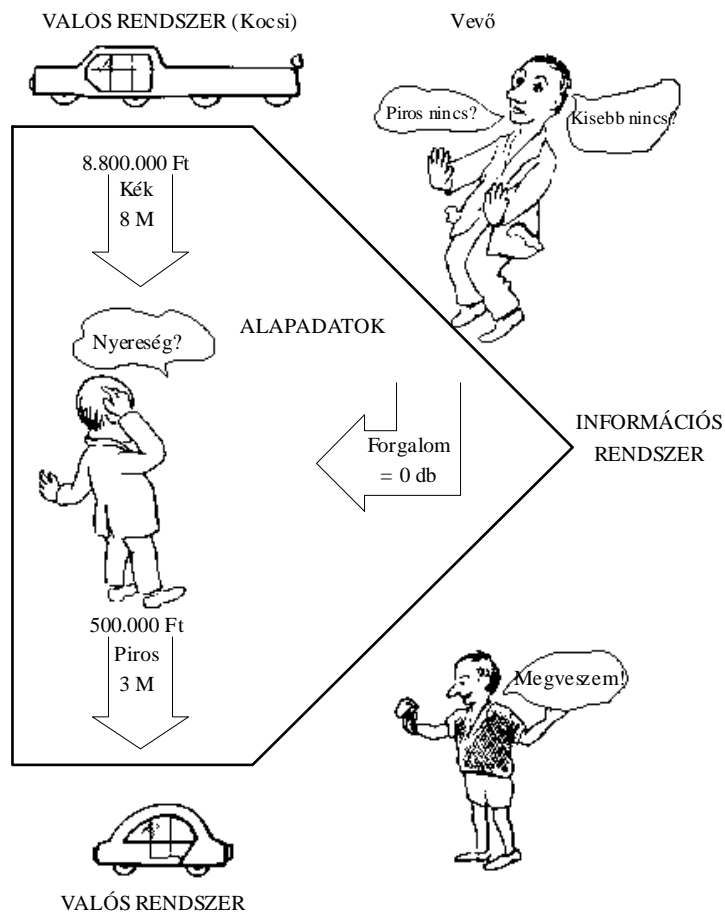 VALÓS RENDSZER (Kocsi)
Vevő
Piros nincs?
Kisebb nincs?
8.800.000 Ft
Kék
8 M
ALAPADATOK
Nyereség?
INFORMÁCIÓS
RENDSZER
Forgalom
= 0 db
500.000 Ft
Piros
3 M
Megveszem!
VALÓS RENDSZER